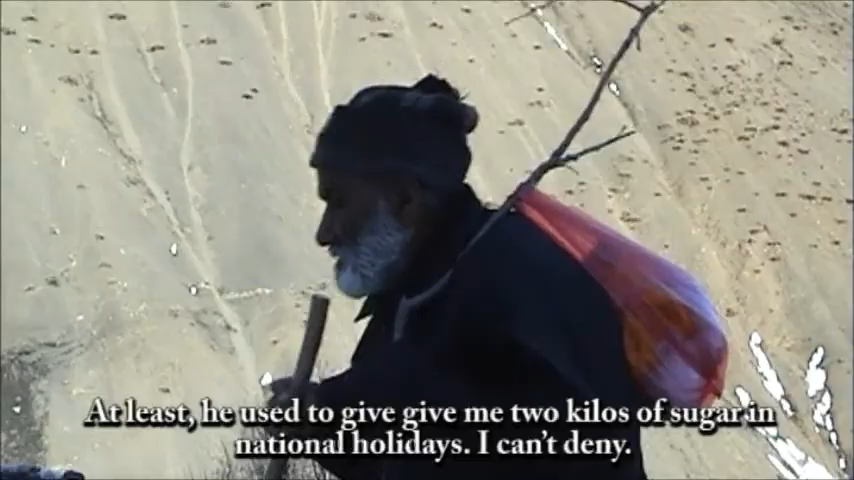 At least, he used to give give me two kilos of sugar in
national holidays. I can't deny.